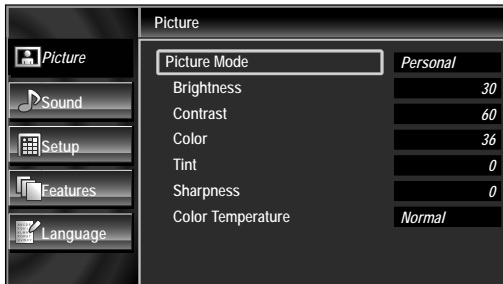 Picture
Picture
Sound
Setup
Features
Language
Picture Mode Personal
Brightness 30
Contrast 60
Color 36
Tint 0
Sharpness 0
Color Temperature Normal